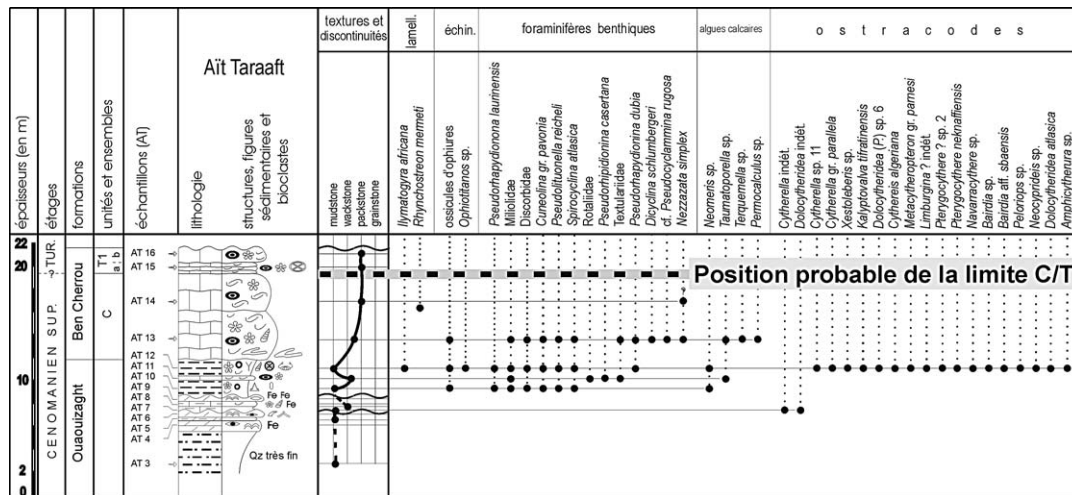 textures et
discontinuités
lamell.
échin.
foraminifères benthiques
algues calcaires
o s t r a c o d e s
épaisseurs (en m)
étages
formations
unités et ensembles
échantillons (AT)
lithologie
Aït Taraaft
structures, figures
sédimentaires et
bioclastes
mudstone
wackstone
packstone
grainstone
Ilymatogyra africana
Rhynchostreon mermeti
ossicules d'ophiures
Ophiotitanos sp.
Pseudorhapydionona laurinensis
Miliolidae
Discorbidae
Cuneolina gr. pavonia
Pseudolituonella reicheli
Spirocyclina atlasica
Rotaliidae
Pseudorhipidionina casertana
Textulariidae
Pseudorhapydionina dubia
Dicyclina schlumbergeri
cf. Pseudocyclammina rugosa
Nezzazata simplex
Neomeris sp.
Taumatoporella sp.
Terquemella sp.
Permocalculus sp.
Cytherella indét.
Dolocytheridea indét.
Cytherella sp. 11
Cytherella gr. parallela
Xestoleberis sp.
Kalyptovalva tifratinensis
Dolocytheridea (P.) sp. 6
Cythereis algeriana
Metacytheropteron gr. parnesi
Limburgina ? indét.
Pterygocythere ? sp. 2
Pterygocythere neknaffiensis
Navarracythere sp.
Bairdia sp.
Bairdia aff. sbaaensis
Peloriops sp.
Neocyprideis sp.
Dolocytheridea atlasica
Amphicytherura sp.
22
20
10
2
0
TUR.
?
CENOMANIEN SUP.
Ben Cherrou
Ouaouizaght
T1
a : b
C
AT 16
AT 15
AT 14
AT 13
AT 12
AT 11
AT 10
AT 9
AT 8
AT 7
AT 6
AT 5
AT 4
AT 3
Fe Fe
Fe
Fe
Qz très fin
Position probable de la limite C/T